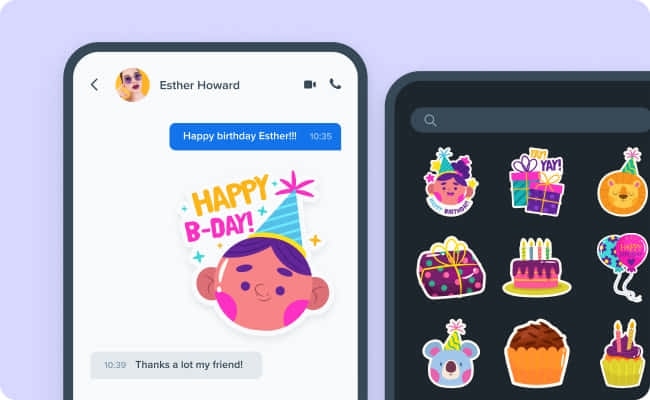 Esther Howard
Happy birthday Esther!!! 10:35
HAPPY
B-DAY!
10:39 Thanks a lot my friend!
YAY!
YAY!
HAPPY BIRTHDAY
HAPPY